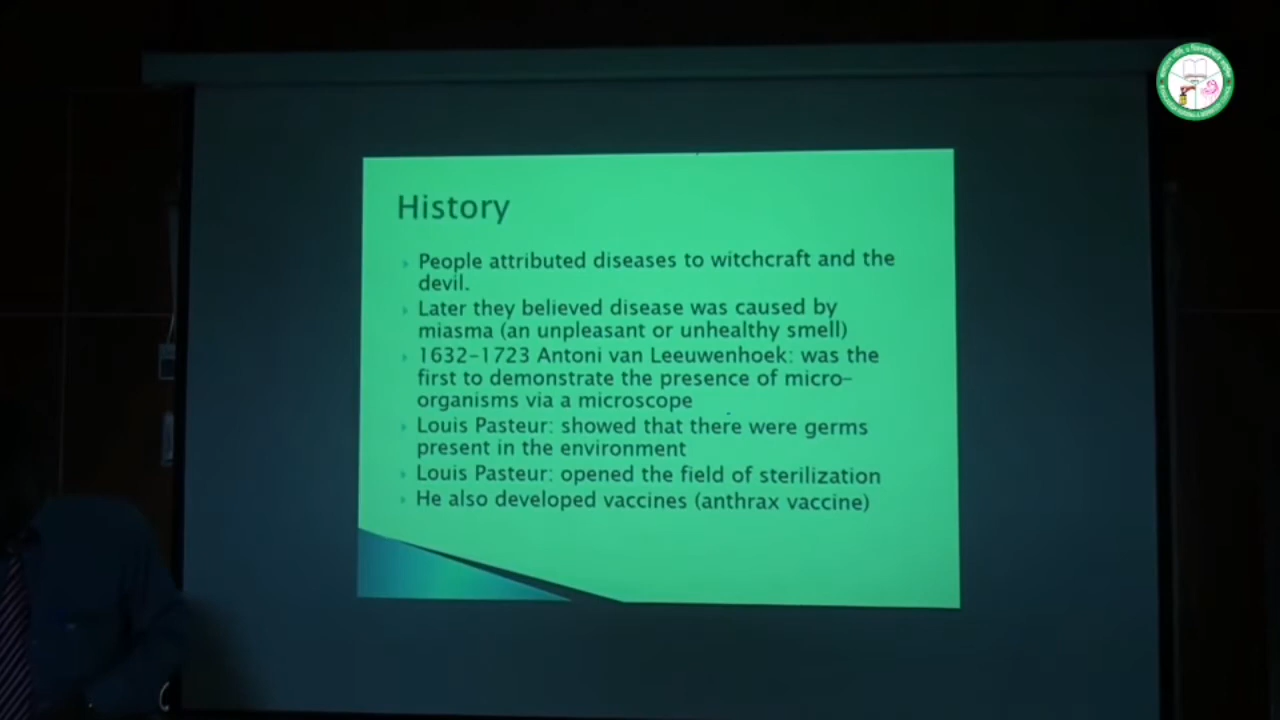 History
People attributed diseases to witchcraft and the
devil.
Later they believed disease was caused by
miasma (an unpleasant or unhealthy smell)
1632-1723 Antoni van Leeuwenhoek: was the
first to demonstrate the presence of micro-
organisms via a microscope
Louis Pasteur: showed that there were germs
present in the environment
Louis Pasteur: opened the field of sterilization
He also developed vaccines (anthrax vaccine)